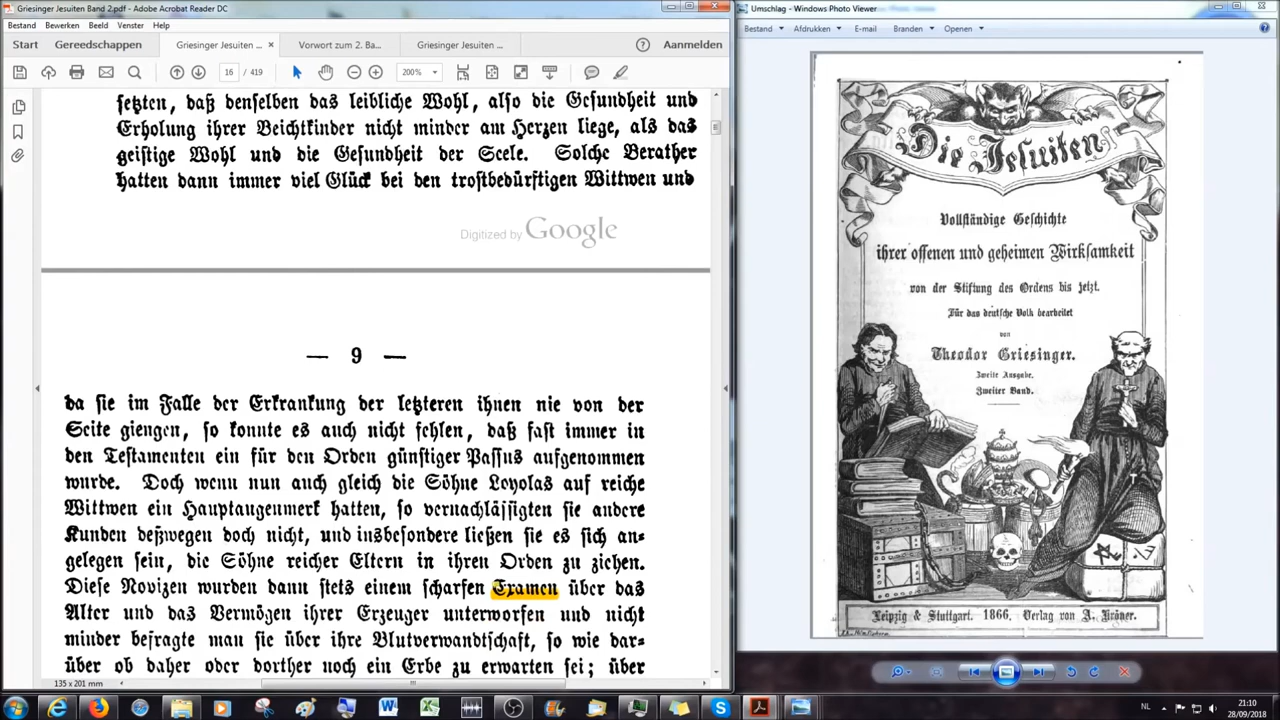 Griesinger Jesuiten Band 2.pdf - Adobe Acrobat Reader DC
Bestand Bewerken Beeld Venster Help
Start Gereedschappen Griesinger Jesuiten ... × Vorwort zum 2. Ba... Griesinger Jesuiten ... Aanmelden
16 / 419 200%
setzten, daß denselben das leibliche Wohl, also die Gesundheit und
Erholung ihrer Beichtkinder nicht minder am Herzen liege, als das
geistige Wohl und die Gesundheit der Seele. Solche Berather
hatten dann immer viel Glück bei den trostbedürftigen Wittwen und
Digitized by Google
— 9 —
da sie im Falle der Erkrankung der letzteren ihnen nie von der
Seite giengen, so konnte es auch nicht fehlen, daß fast immer in
den Testamenten ein für den Orden günstiger Passus aufgenommen
wurde. Doch wenn nun auch gleich die Söhne Loyolas auf reiche
Wittwen ein Hauptaugenmerk hatten, so vernachläßigten sie andere
Kunden deßwegen doch nicht, und insbesondere ließen sie es sich an=
gelegen sein, die Söhne reicher Eltern in ihren Orden zu ziehen.
Diese Novizen wurden dann stets einem scharfen Examen über das
Alter und das Vermögen ihrer Erzeuger unterworfen und nicht
minder befragte man sie über ihre Blutverwandtschaft, so wie dar=
über ob daher oder dorther noch ein Erbe zu erwarten sei; über
135 x 201 mm
Umschlag - Windows Photo Viewer
Bestand Afdrukken E-mail Branden Openen
Die Jesuiten
Vollständige Geschichte
ihrer offenen und geheimen Wirksamkeit
von der Stiftung des Ordens bis jetzt.
Für das deutsche Volk bearbeitet
von
Theodor Griesinger.
Zweite Ausgabe.
Zweiter Band.
Leipzig & Stuttgart. 1866. Verlag von A. Kröner.
NL
21:10
28/09/2018